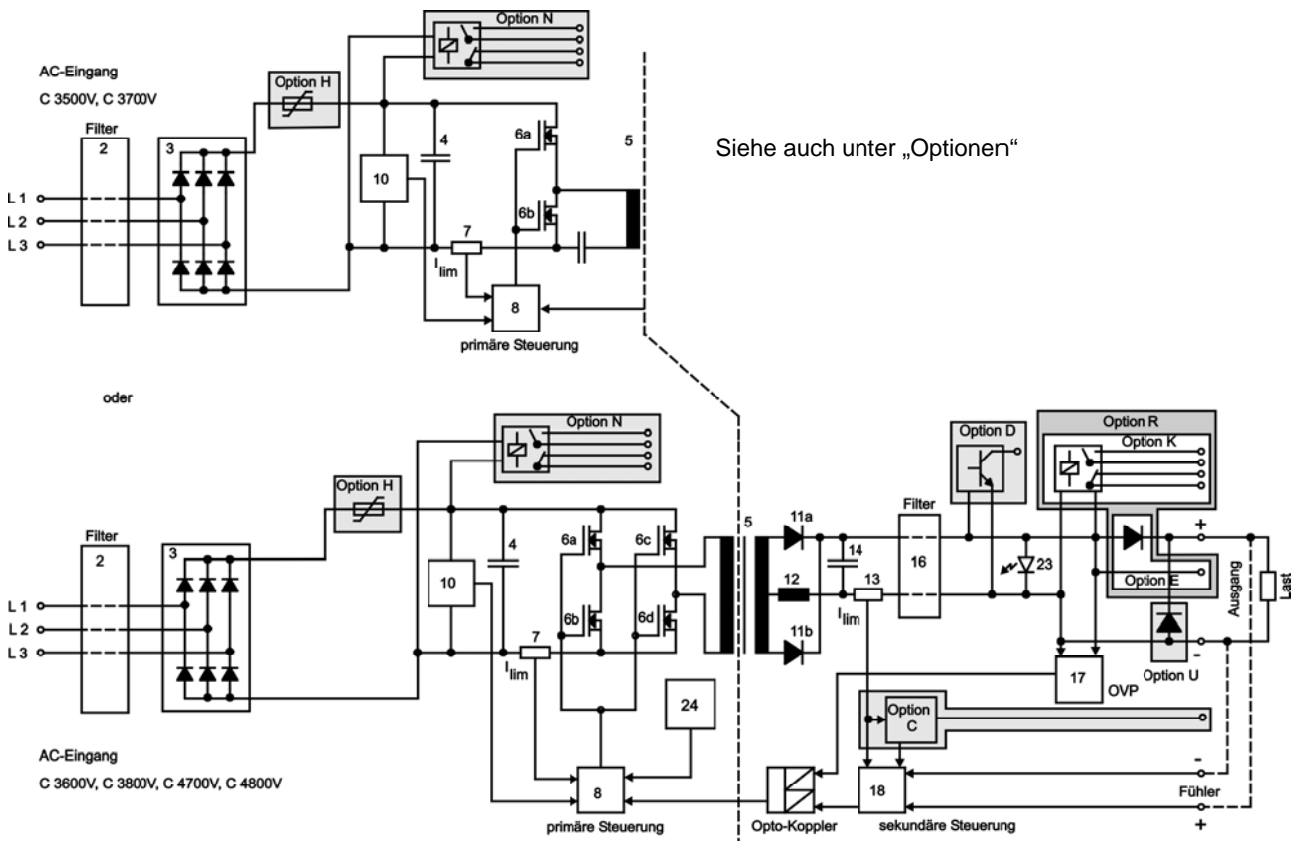 Option N
AC-Eingang
C 3500V, C 3700V
Option H
Filter
2
3
4
6a
5
Siehe auch unter „Optionen“
10
L 1
L 2
L 3
6b
7
I lim
8
primäre Steuerung
oder
Option N
Option H
Option D
Option R
Option K
Filter
2
3
4
6a
6c
5
11a
14
Filter
16
23
+
10
12
13
Option E
Ausgang
Last
L 1
L 2
L 3
6b
6d
7
I lim
11b
I lim
-
Option U
17
OVP
24
Option
C
AC-Eingang
C 3600V, C 3800V, C 4700V, C 4800V
8
18
-
Fühler
+
primäre Steuerung
Opto-Koppler
sekundäre Steuerung